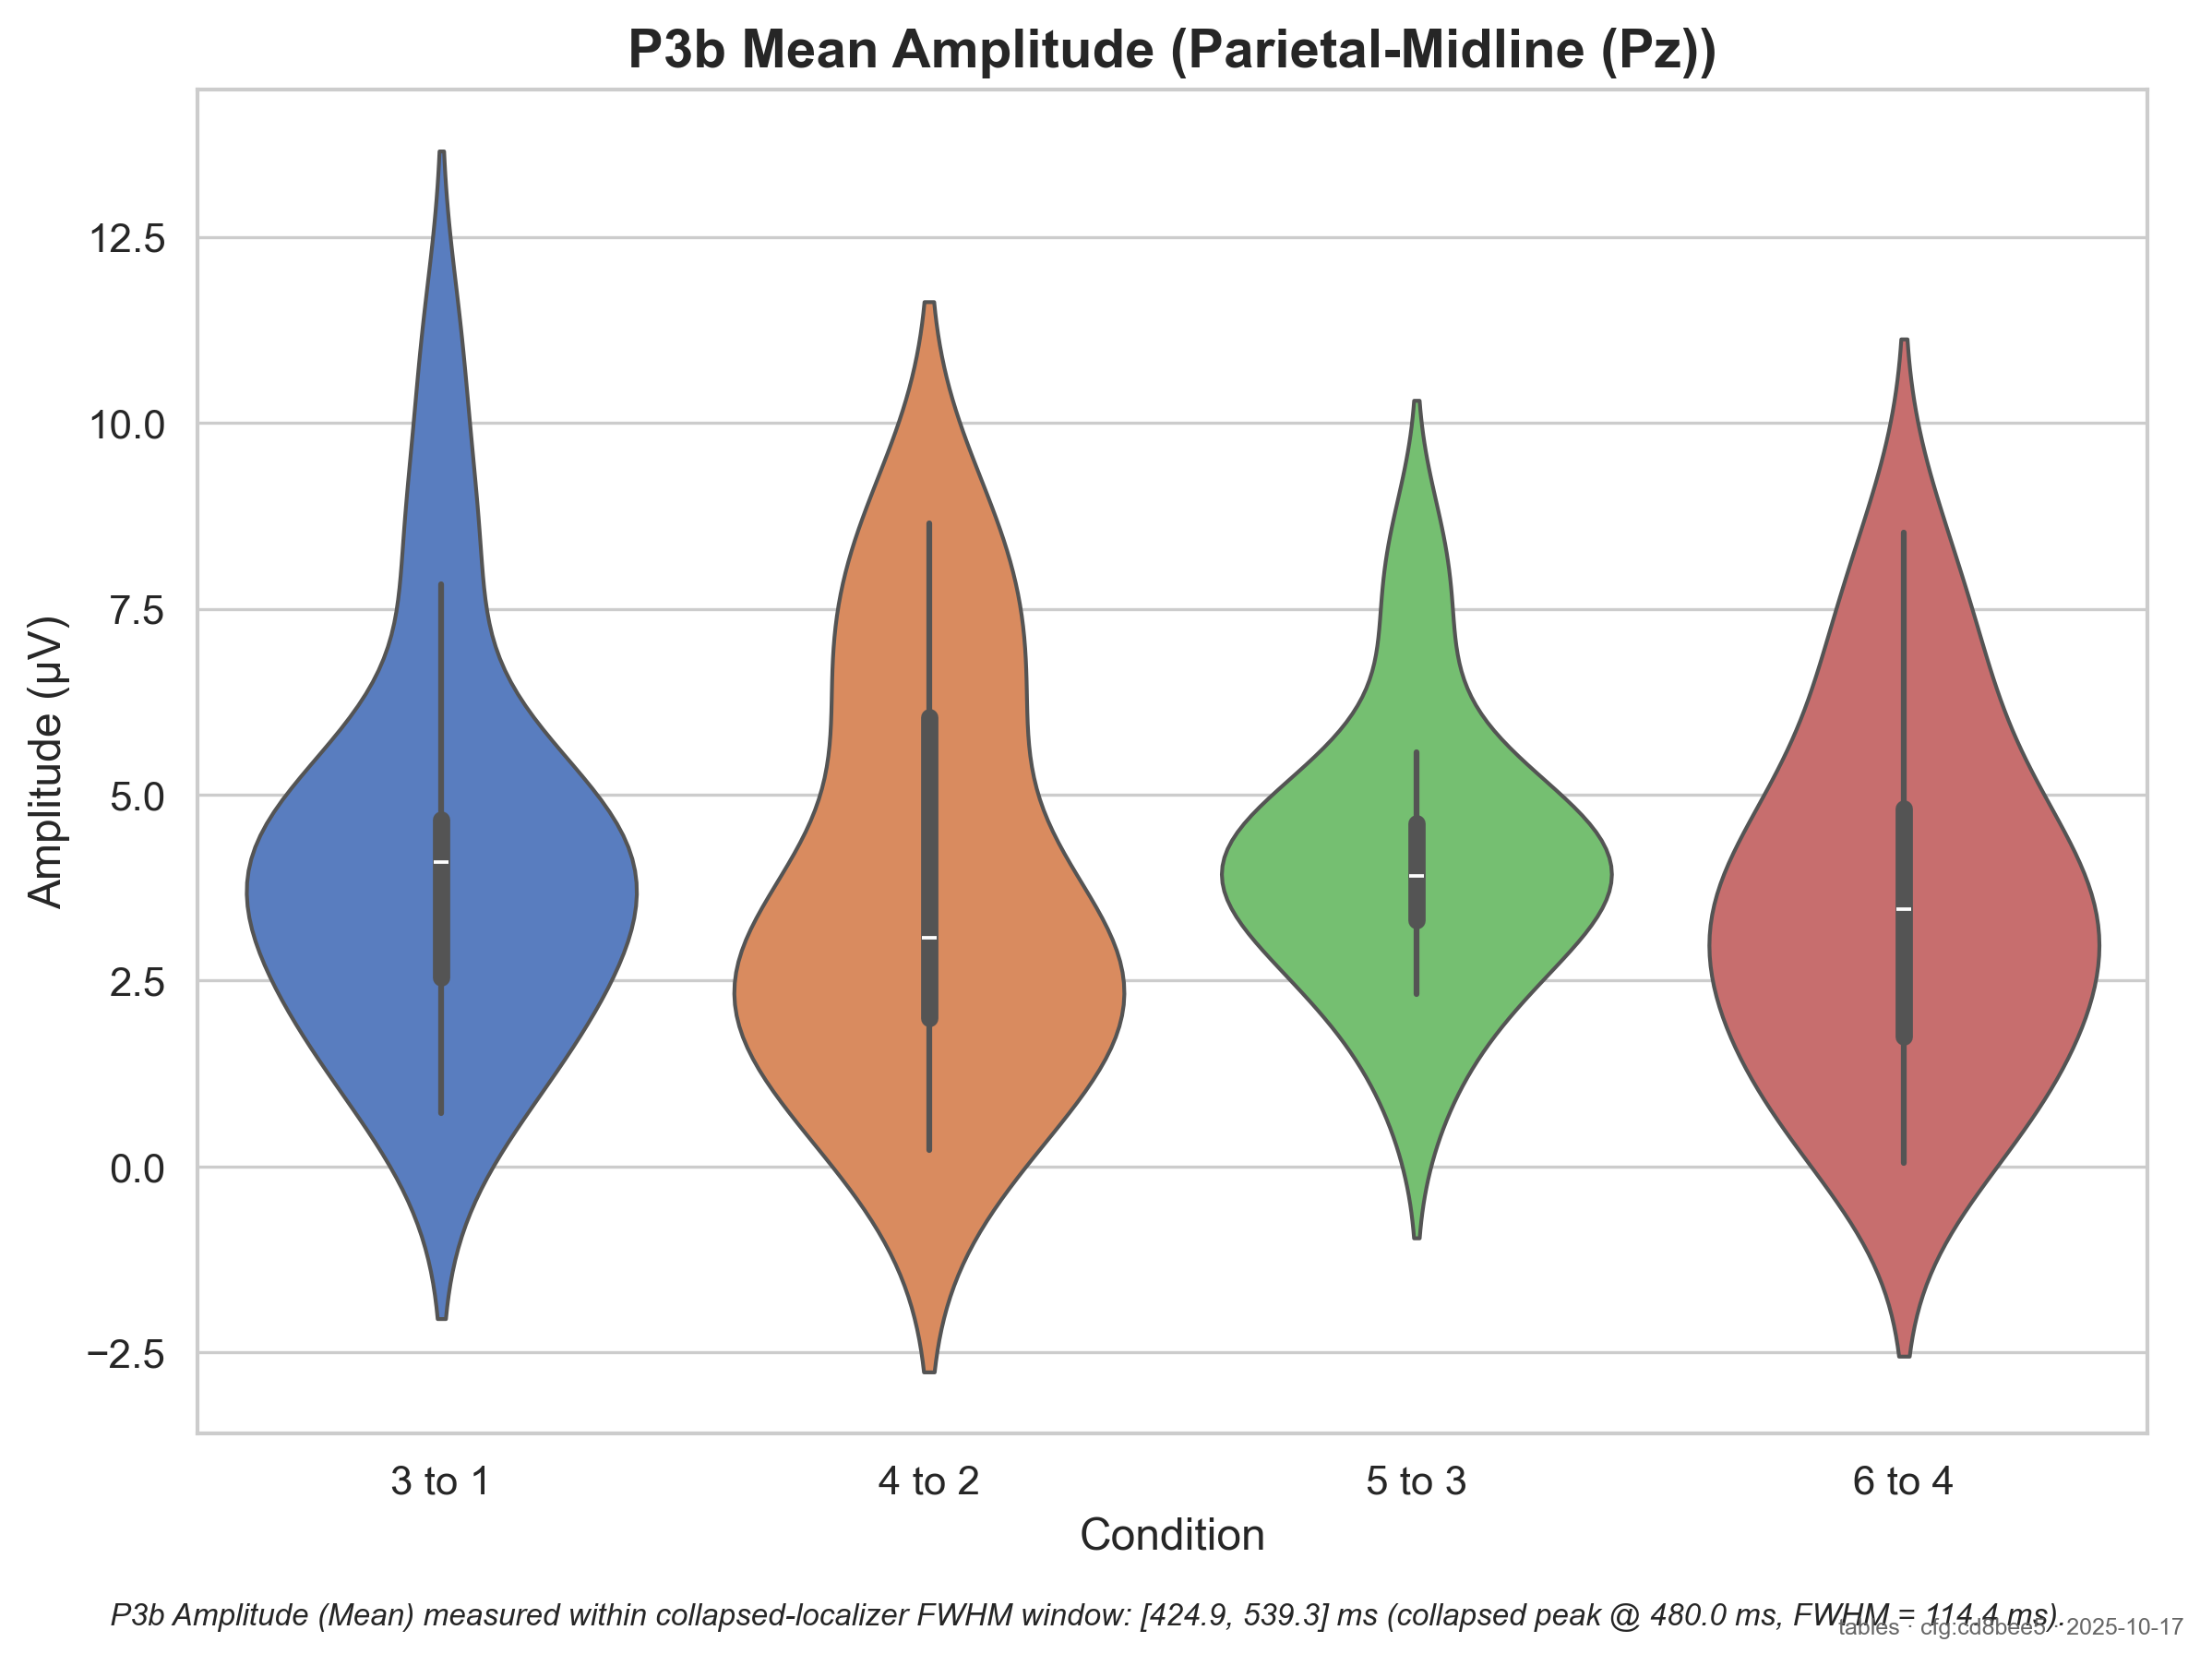 P3b Mean Amplitude (Parietal-Midline (Pz))
Amplitude (µV)
12.5
10.0
7.5
5.0
2.5
0.0
−2.5
3 to 1 4 to 2 5 to 3 6 to 4
Condition
P3b Amplitude (Mean) measured within collapsed-localizer FWHM window: [424.9, 539.3] ms (collapsed peak @ 480.0 ms, FWHM = 114.4 ms).
tables · cfg:cd8bee5 · 2025-10-17